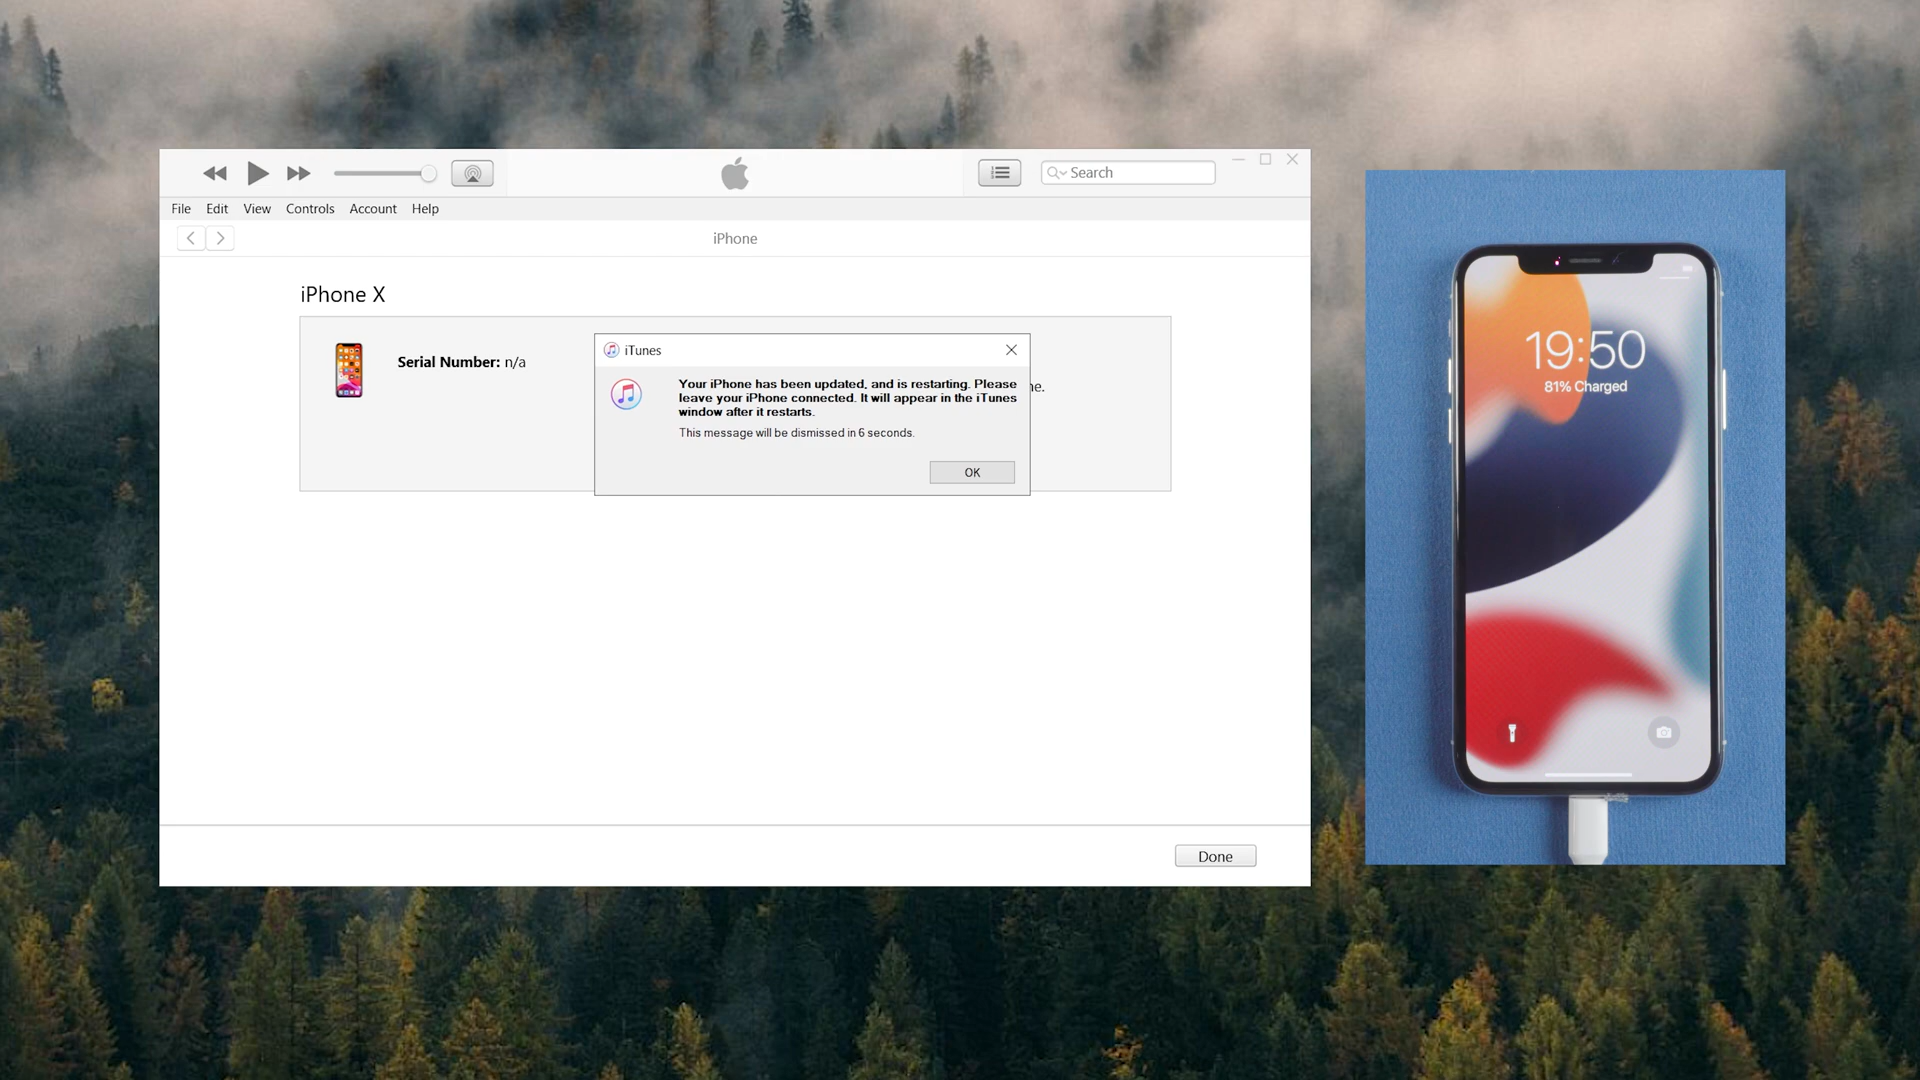 Search
File Edit View Controls Account Help
iPhone
iPhone X
Serial Number: n/a
iTunes
Your iPhone has been updated, and is restarting. Please
leave your iPhone connected. It will appear in the iTunes
window after it restarts.
This message will be dismissed in 6 seconds.
OK
Done
19:50
81% Charged